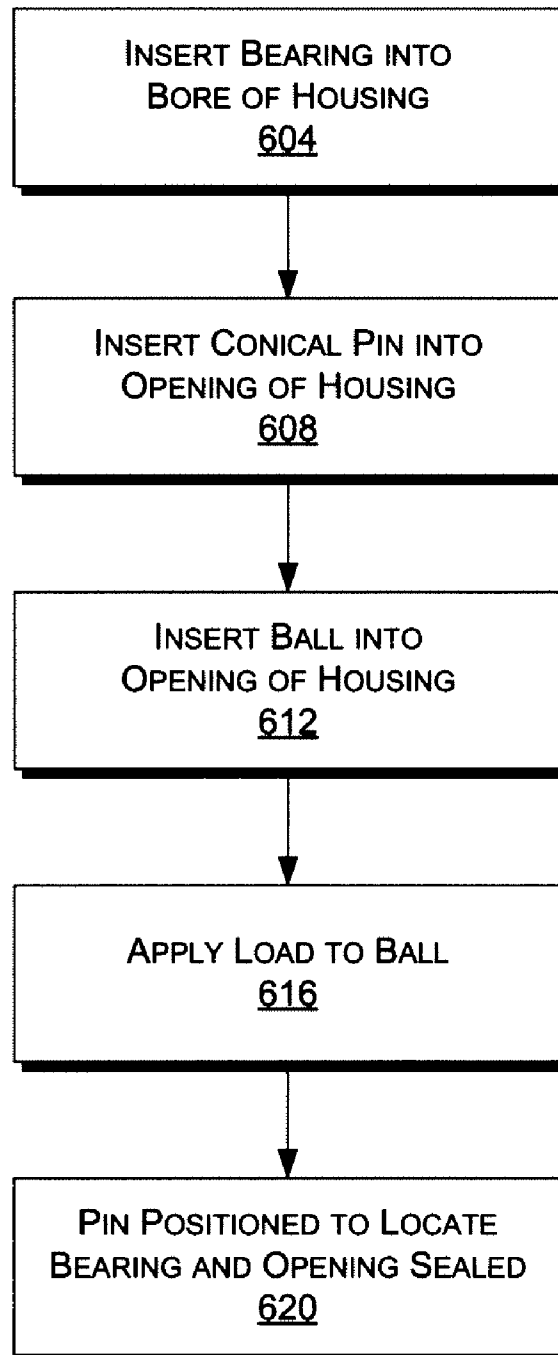 INSERT BEARING INTO
BORE OF HOUSING
604
INSERT CONICAL PIN INTO
OPENING OF HOUSING
608
INSERT BALL INTO
OPENING OF HOUSING
612
APPLY LOAD TO BALL
616
PIN POSITIONED TO LOCATE
BEARING AND OPENING SEALED
620